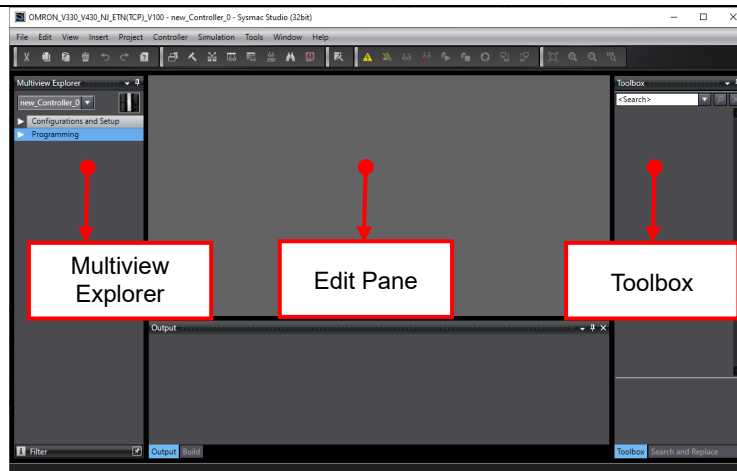 OMRON_V330_V430_NJ_ETN(TCP)_V100 - new_Controller_0 - Sysmac Studio (32bit)
File Edit View Insert Project Controller Simulation Tools Window Help
Multiview Explorer
Toolbox
new_Controller_0
<Search>
Configurations and Setup
Programming
Multiview
Explorer
Edit Pane
Toolbox
Output
Filter
Output Build
Toolbox Search and Replace